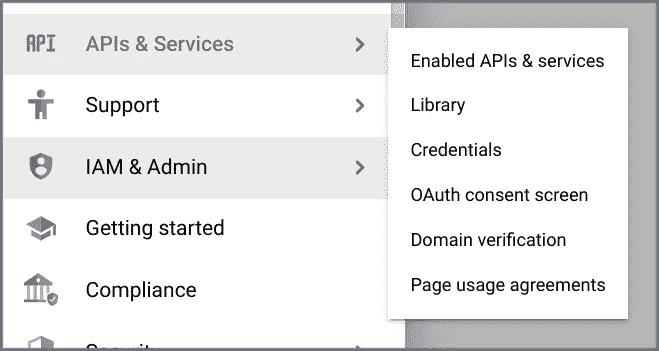 API APIs & Services
Support
IAM & Admin
Getting started
Compliance
Enabled APIs & services
Library
Credentials
OAuth consent screen
Domain verification
Page usage agreements